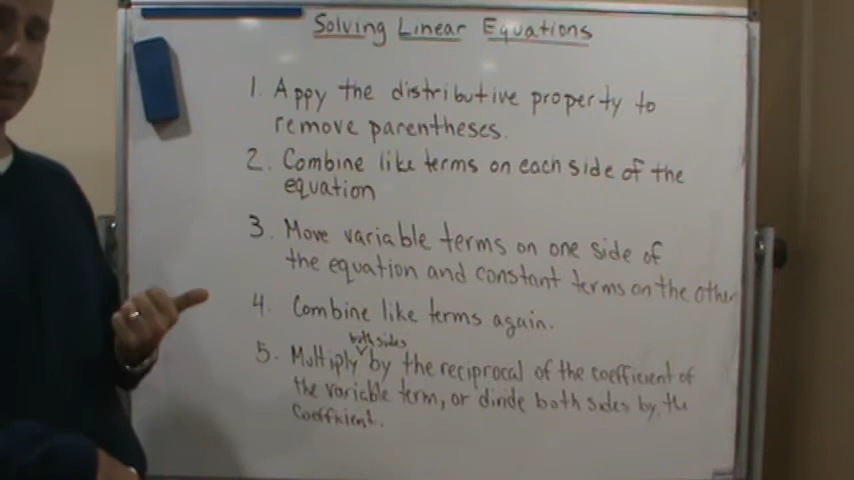 Solving Linear Equations
1. Appy the distributive property to
remove parentheses.
2. Combine like terms on each side of the
equation
3. Move variable terms on one side of
the equation and constant terms on the other
4. Combine like terms again.
both sides
5. Multiply by the reciprocal of the coefficient of
the variable term, or divide both sides by the
coefficient.